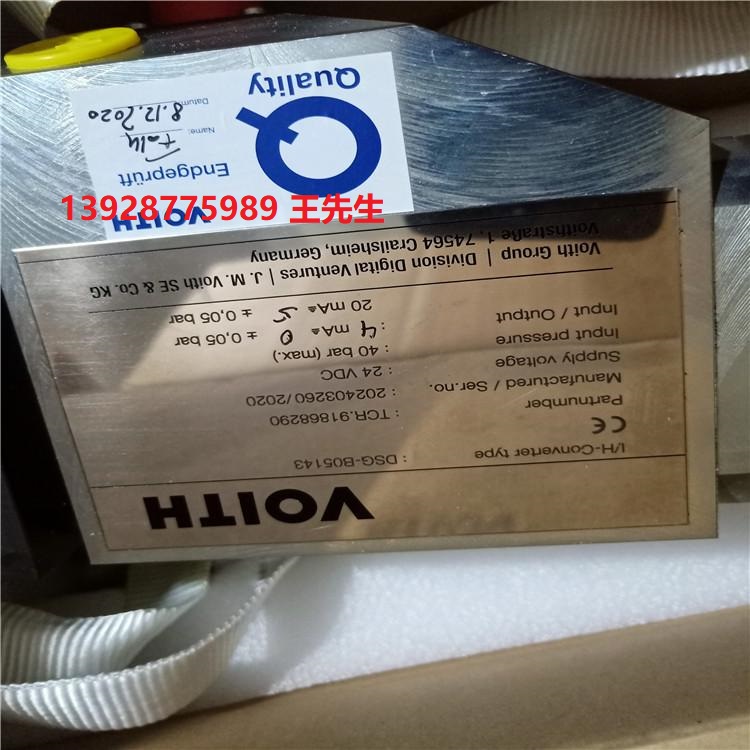 VOITH
I/H-Converter type : DSG-B05143
CE
Partnumber : TCR.91868290
Manufactured / Ser.no. : 202403260/2020
Supply voltage : 24 VDC
Input pressure : 40 bar (max.)
Input / Output : 4 mA≙ 0 ± 0,05 bar
20 mA≙ 5 ± 0,05 bar
Voith Group | Division Digital Ventures | J. M. Voith SE & Co. KG
Voithstraße 1, 74564 Crailsheim, Germany
VOITH
Endgeprüft
Name:
Datum: 8.12.2020
Q
Quality
13928775989 王先生